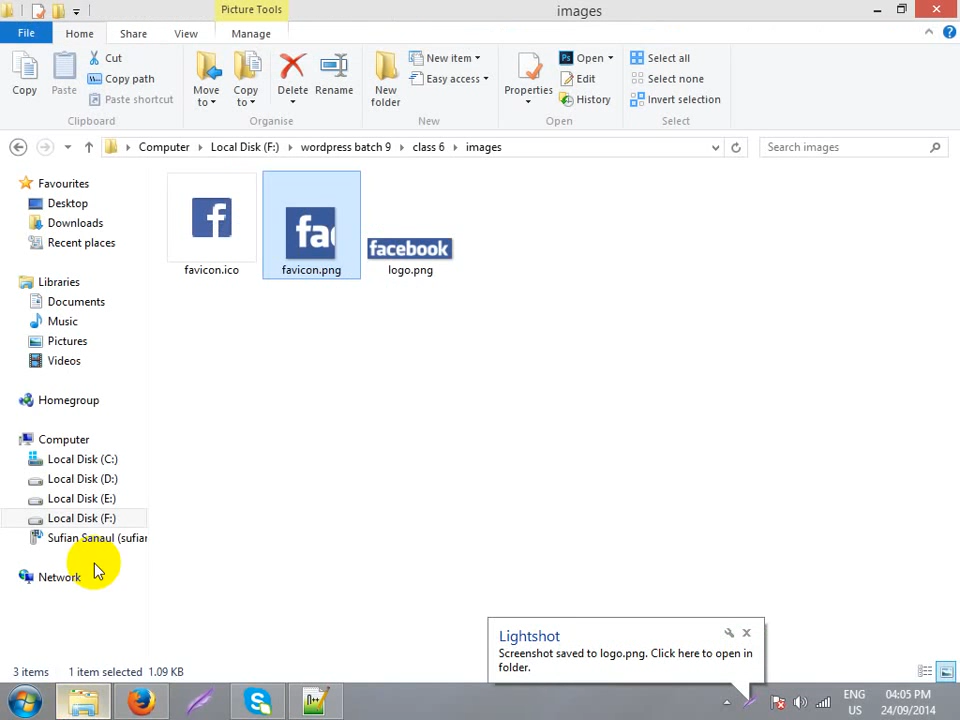 Picture Tools
images
File
Home
Share
View
Manage
Copy
Paste
Cut
Copy path
Paste shortcut
Move to
Copy to
Delete
Rename
New folder
New item
Easy access
Properties
Open
Edit
History
Select all
Select none
Invert selection
Clipboard
Organise
New
Open
Select
Computer
Local Disk (F:)
wordpress batch 9
class 6
images
Search images
Favourites
Desktop
Downloads
Recent places
Libraries
Documents
Music
Pictures
Videos
Homegroup
Computer
Local Disk (C:)
Local Disk (D:)
Local Disk (E:)
Local Disk (F:)
Sufian Sanaul (sufian
Network
f
fac
facebook
favicon.ico
favicon.png
logo.png
Lightshot
Screenshot saved to logo.png. Click here to open in
folder.
3 items
1 item selected 1.09 KB
ENG
US
04:05 PM
24/09/2014